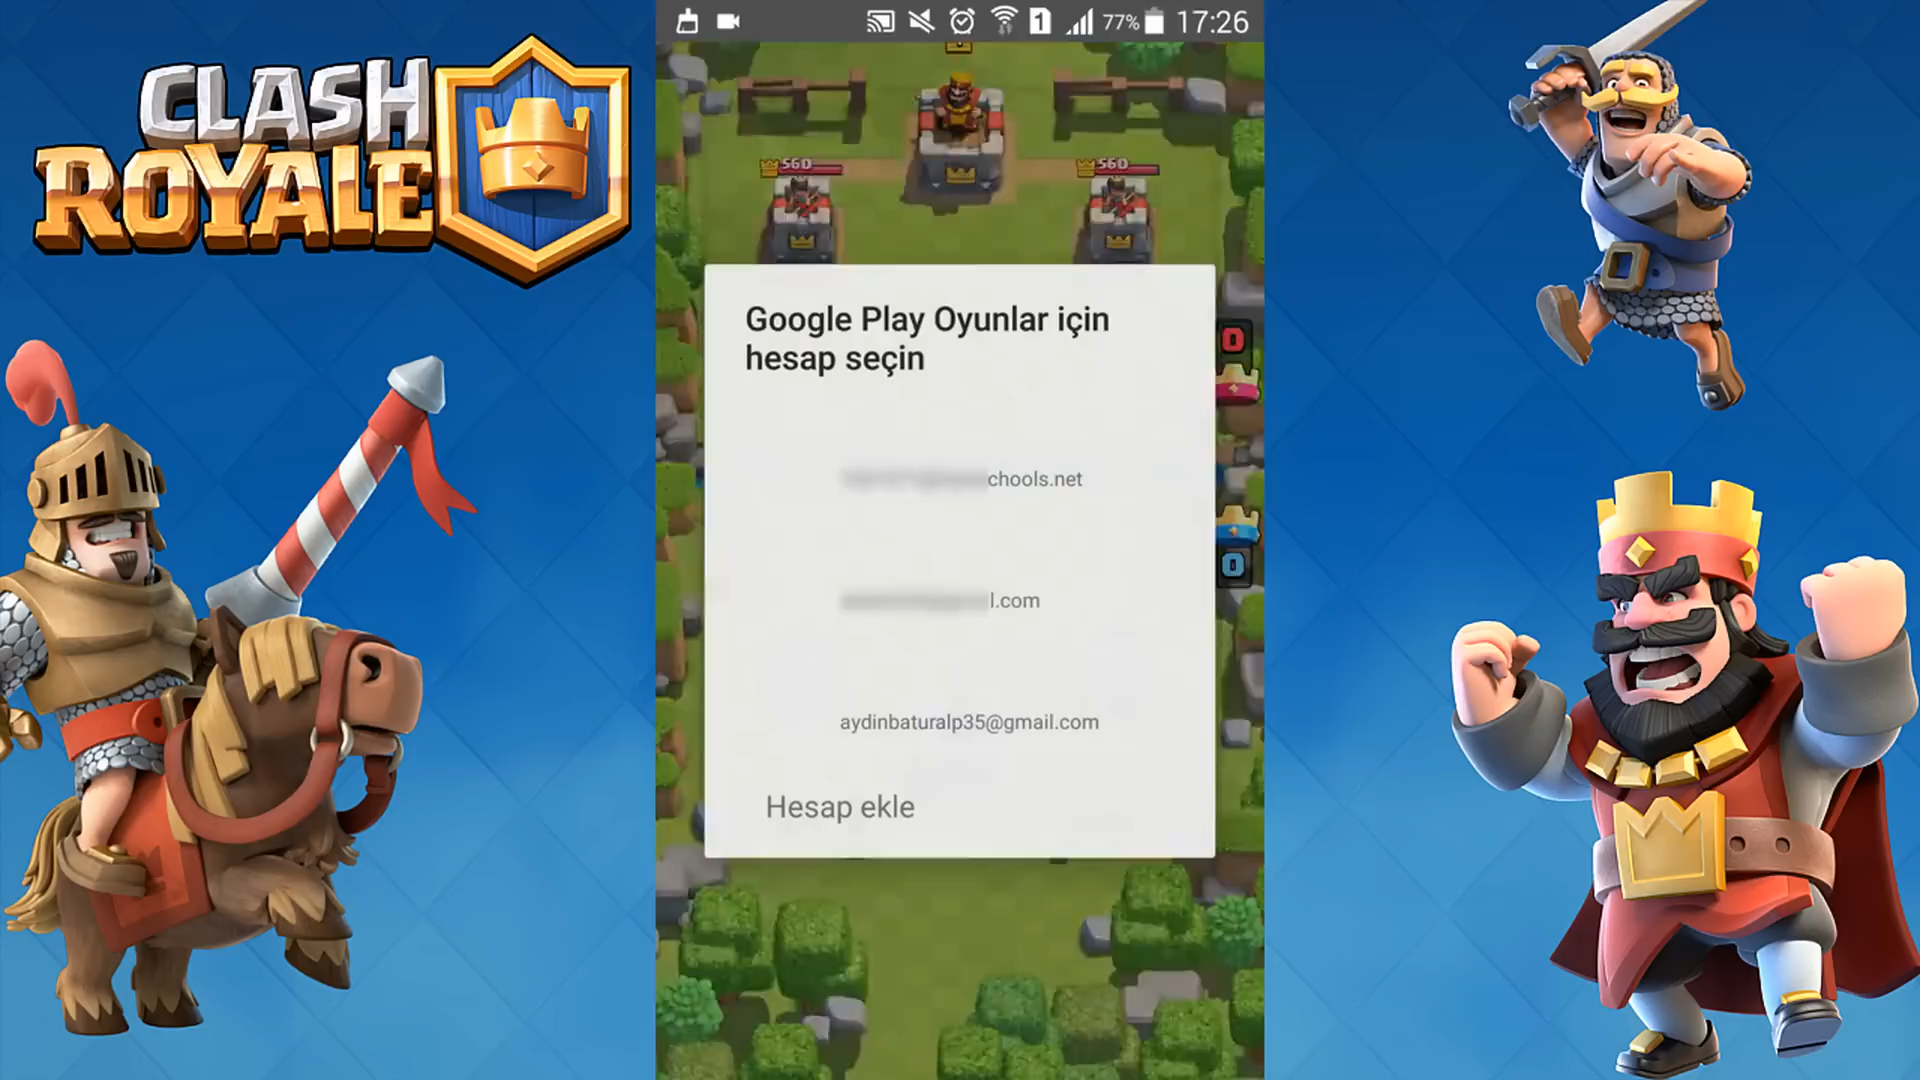 CLASH
ROYALE
1
77%
17:26
560
560
Google Play Oyunlar için
hesap seçin
0
chools.net
0
l.com
aydinbaturalp35@gmail.com
Hesap ekle